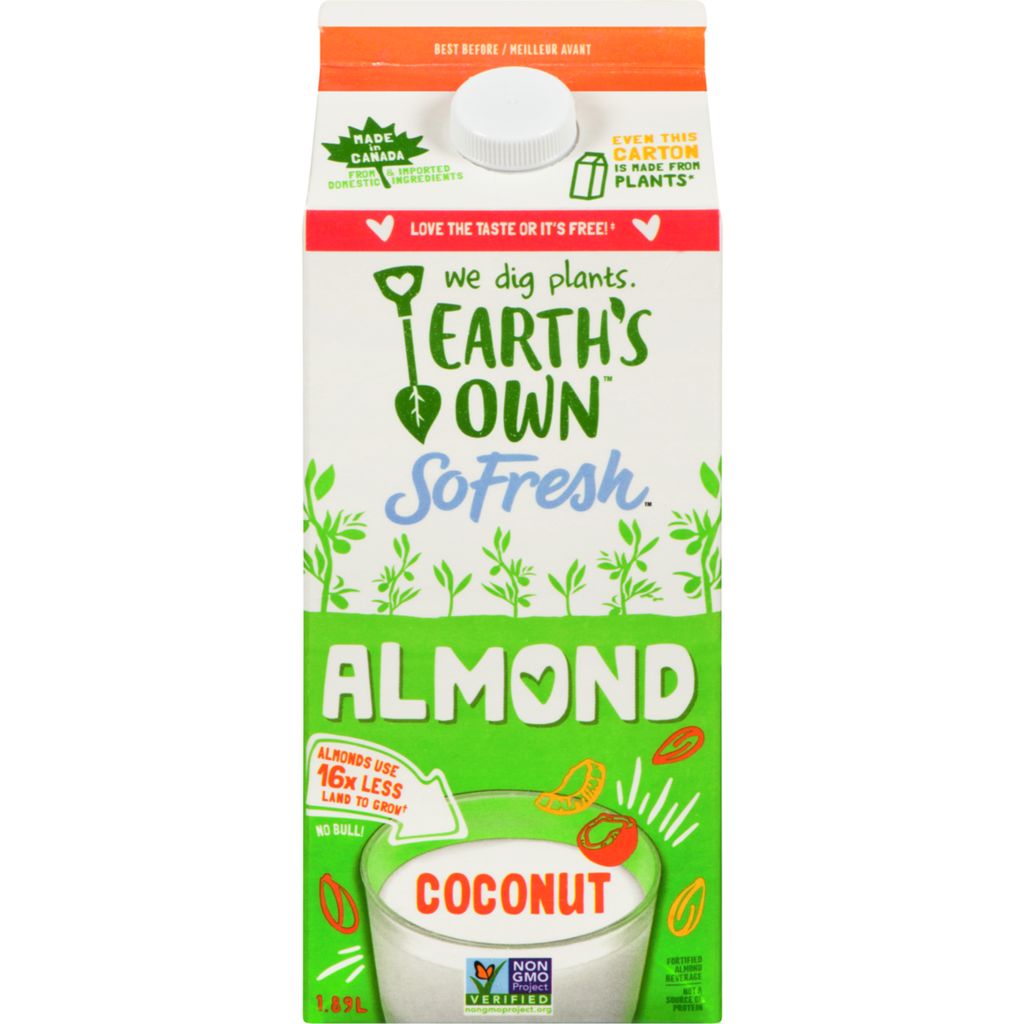 BEST BEFORE / MEILLEUR AVANT
MADE
in
CANADA
FROM & IMPORTED
DOMESTIC INGREDIENTS
EVEN THIS
CARTON
IS MADE FROM
PLANTS*
LOVE THE TASTE OR IT'S FREE!‡
we dig plants.
EARTH'S
OWN™
SoFresh™
ALMOND
ALMONDS USE
16x LESS
LAND TO GROW†
NO BULL!
COCONUT
NON
GMO
Project
VERIFIED
nongmoproject.org
FORTIFIED
ALMOND
BEVERAGE
NOT A
SOURCE OF
PROTEIN
1.89L